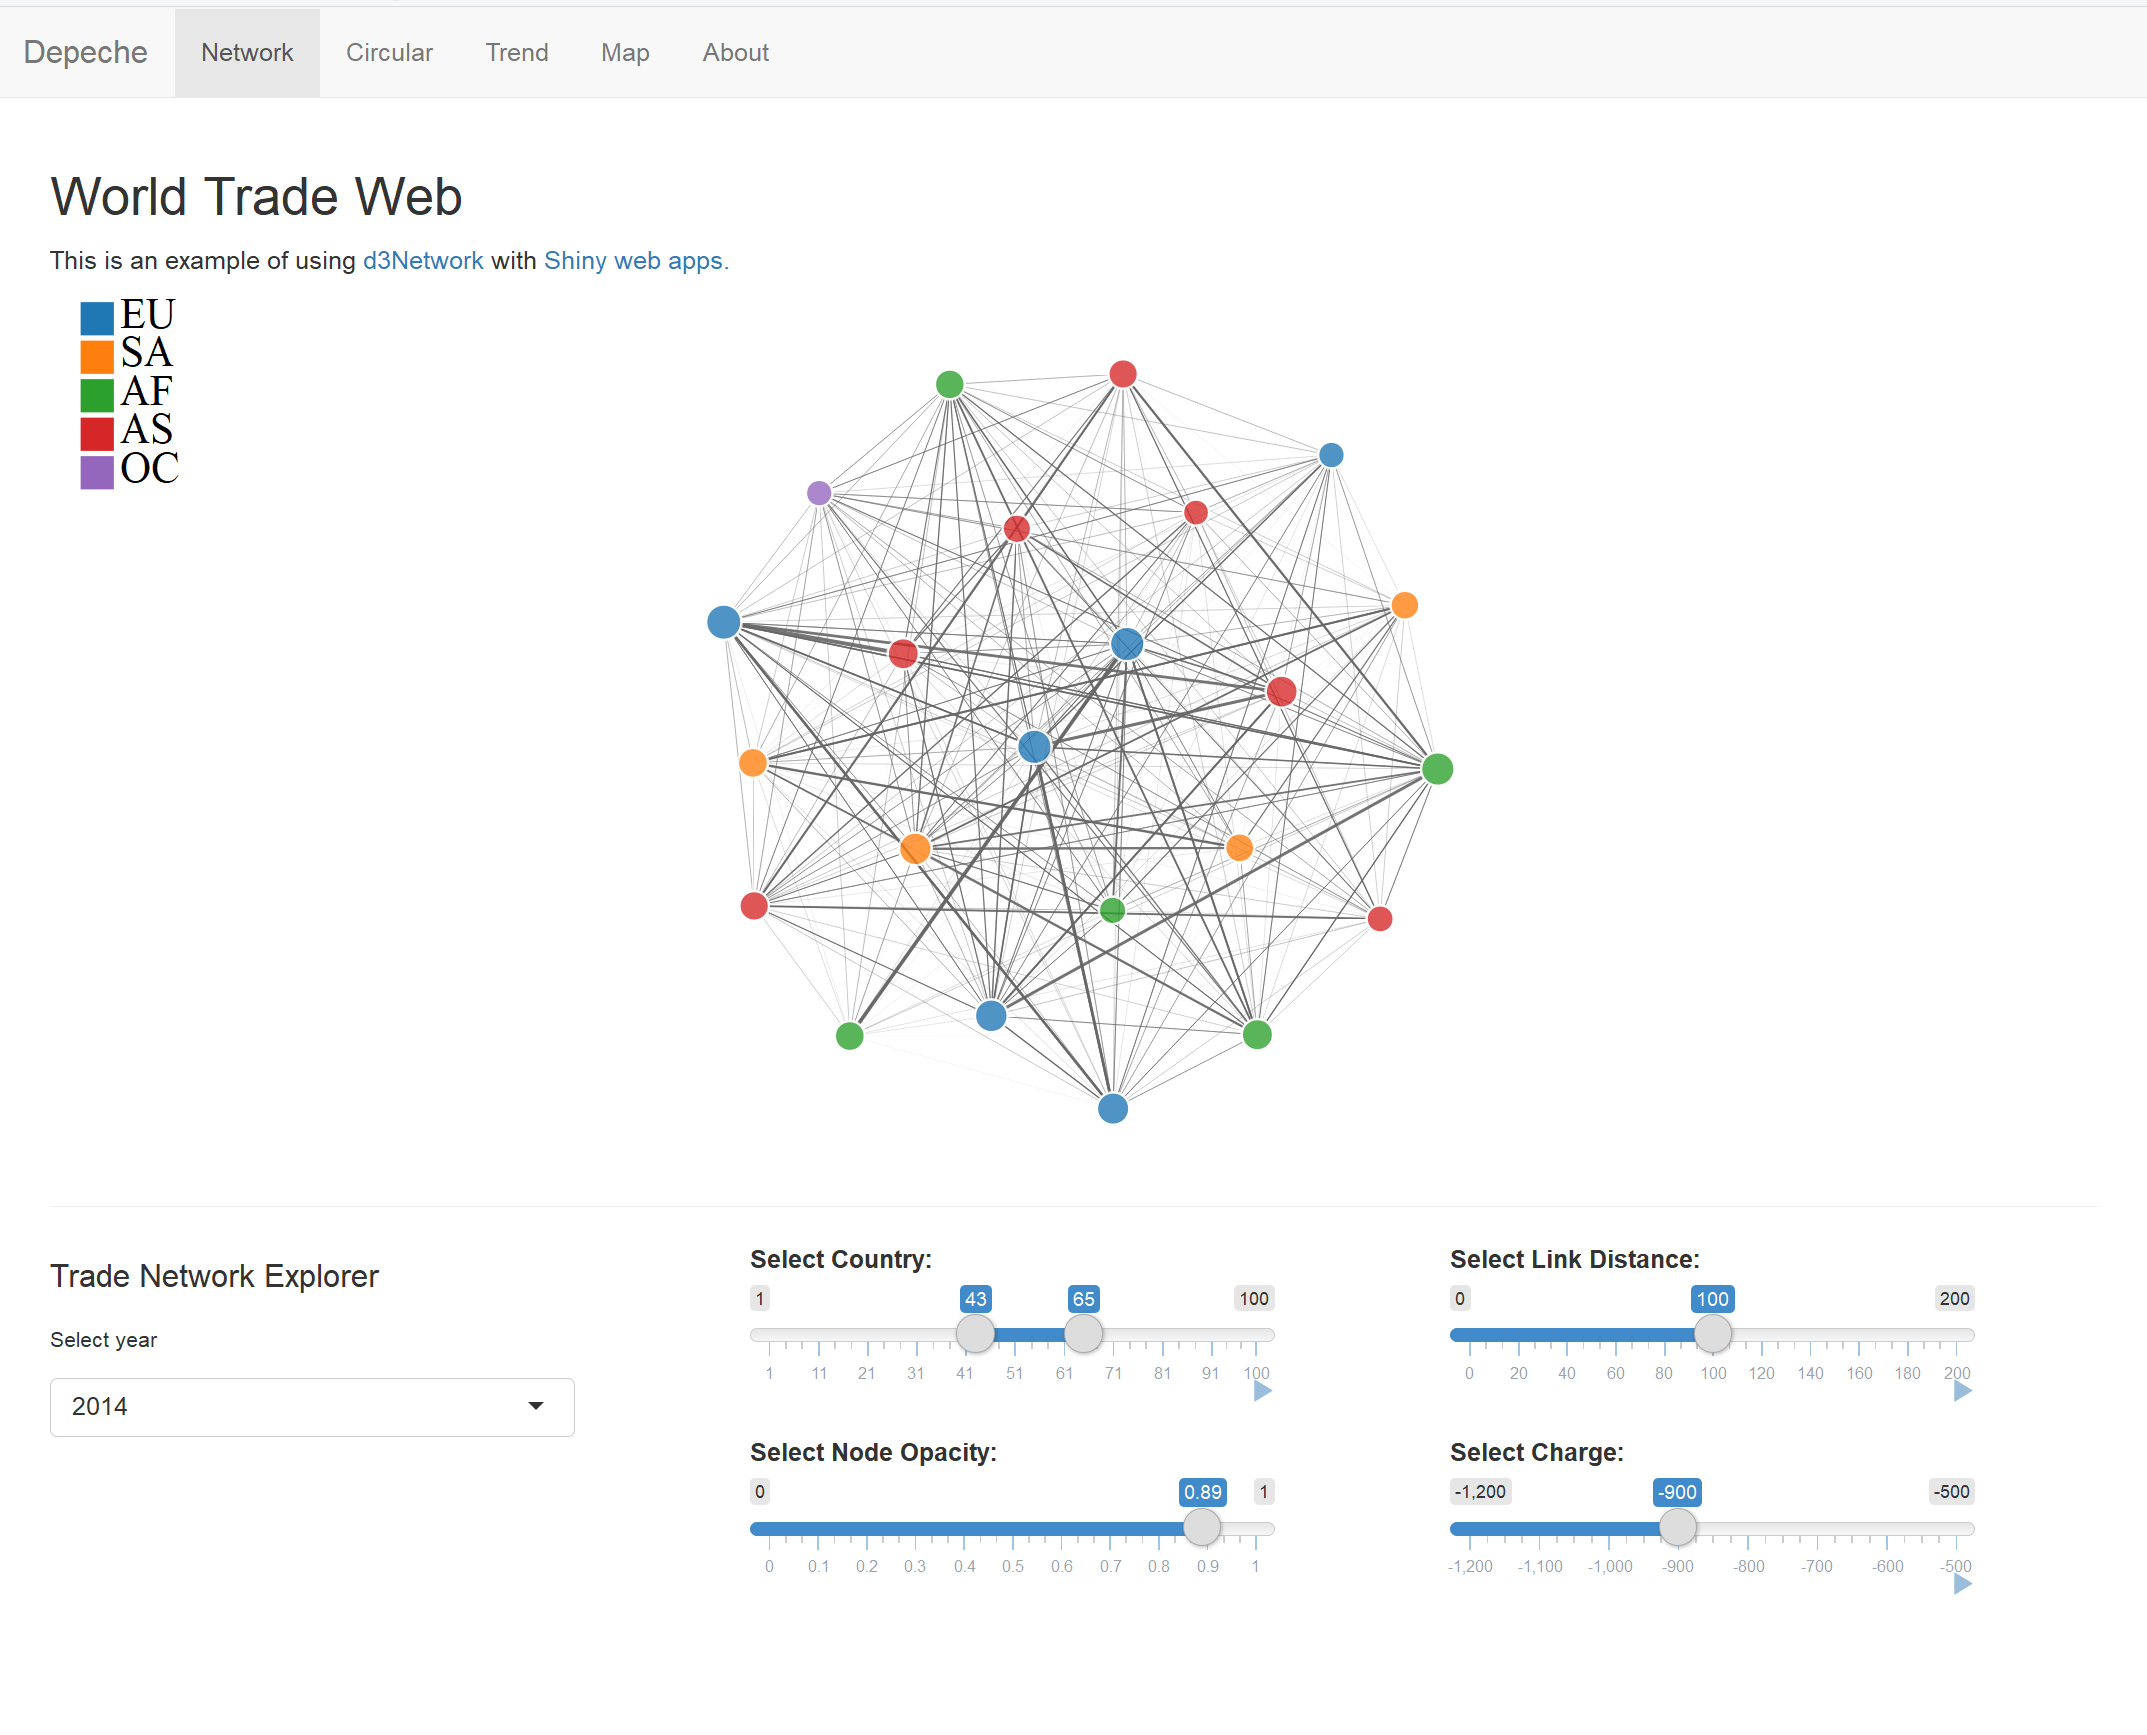 Depeche Network Circular Trend Map About
World Trade Web
This is an example of using d3Network with Shiny web apps.
EU
SA
AF
AS
OC
Trade Network Explorer
Select year
2014
Select Country:
1 43 65 100
1 11 21 31 41 51 61 71 81 91 100
Select Link Distance:
0 100 200
0 20 40 60 80 100 120 140 160 180 200
Select Node Opacity:
0 0.89 1
0 0.1 0.2 0.3 0.4 0.5 0.6 0.7 0.8 0.9 1
Select Charge:
-1,200 -900 -500
-1,200 -1,100 -1,000 -900 -800 -700 -600 -500